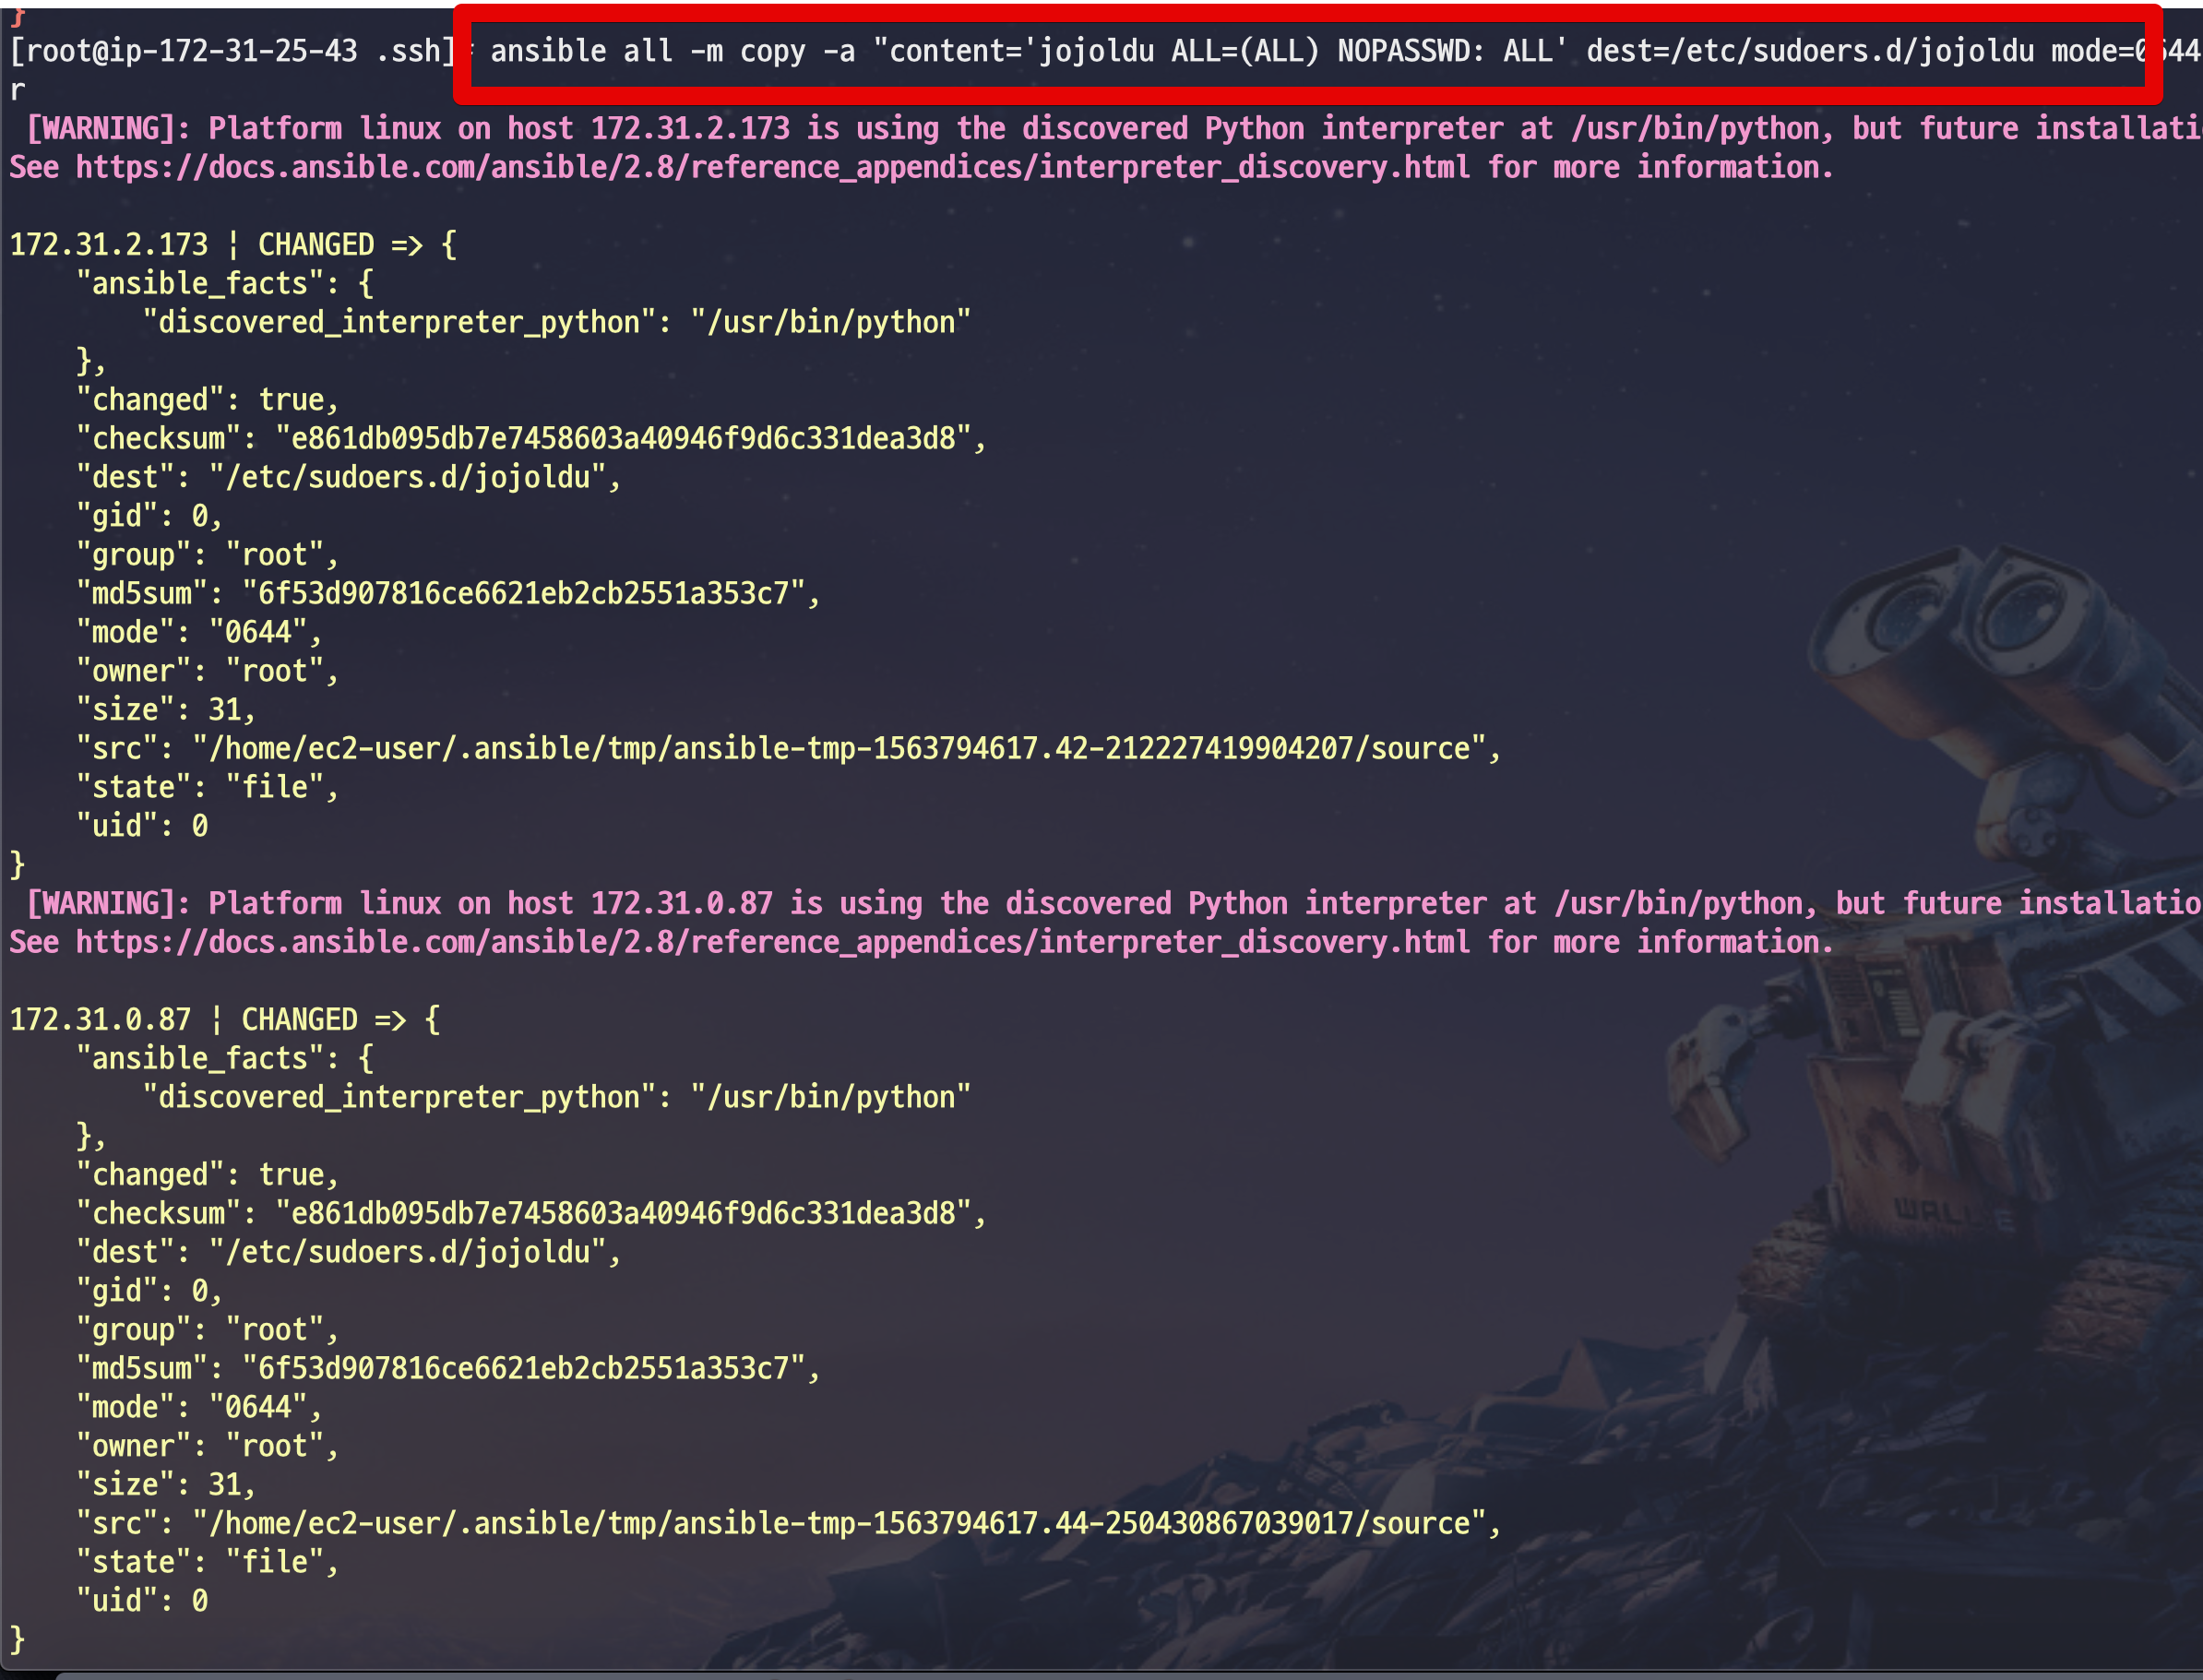 }
[root@ip-172-31-25-43 .ssh]# ansible all -m copy -a "content='jojoldu ALL=(ALL) NOPASSWD: ALL' dest=/etc/sudoers.d/jojoldu mode=0644
r
 [WARNING]: Platform linux on host 172.31.2.173 is using the discovered Python interpreter at /usr/bin/python, but future installati
See https://docs.ansible.com/ansible/2.8/reference_appendices/interpreter_discovery.html for more information.

172.31.2.173 | CHANGED => {
    "ansible_facts": {
        "discovered_interpreter_python": "/usr/bin/python"
    },
    "changed": true,
    "checksum": "e861db095db7e7458603a40946f9d6c331dea3d8",
    "dest": "/etc/sudoers.d/jojoldu",
    "gid": 0,
    "group": "root",
    "md5sum": "6f53d907816ce6621eb2cb2551a353c7",
    "mode": "0644",
    "owner": "root",
    "size": 31,
    "src": "/home/ec2-user/.ansible/tmp/ansible-tmp-1563794617.42-212227419904207/source",
    "state": "file",
    "uid": 0
}
 [WARNING]: Platform linux on host 172.31.0.87 is using the discovered Python interpreter at /usr/bin/python, but future installatio
See https://docs.ansible.com/ansible/2.8/reference_appendices/interpreter_discovery.html for more information.

172.31.0.87 | CHANGED => {
    "ansible_facts": {
        "discovered_interpreter_python": "/usr/bin/python"
    },
    "changed": true,
    "checksum": "e861db095db7e7458603a40946f9d6c331dea3d8",
    "dest": "/etc/sudoers.d/jojoldu",
    "gid": 0,
    "group": "root",
    "md5sum": "6f53d907816ce6621eb2cb2551a353c7",
    "mode": "0644",
    "owner": "root",
    "size": 31,
    "src": "/home/ec2-user/.ansible/tmp/ansible-tmp-1563794617.44-250430867039017/source",
    "state": "file",
    "uid": 0
}
WALL·E